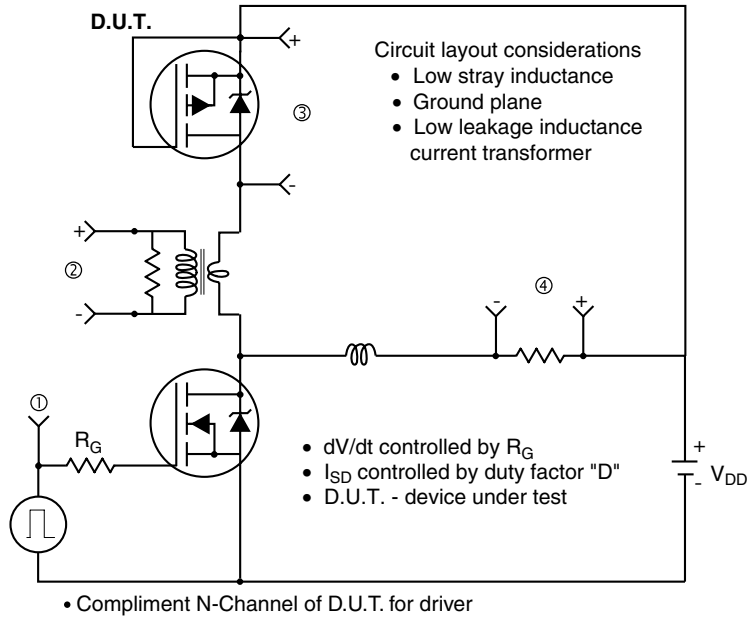 D.U.T.
+
Circuit layout considerations
• Low stray inductance
• Ground plane
• Low leakage inductance
current transformer
③
-
+
②
-
④
- +
①
RG
• dV/dt controlled by RG
• ISD controlled by duty factor "D"
• D.U.T. - device under test
+
VDD
-
• Compliment N-Channel of D.U.T. for driver